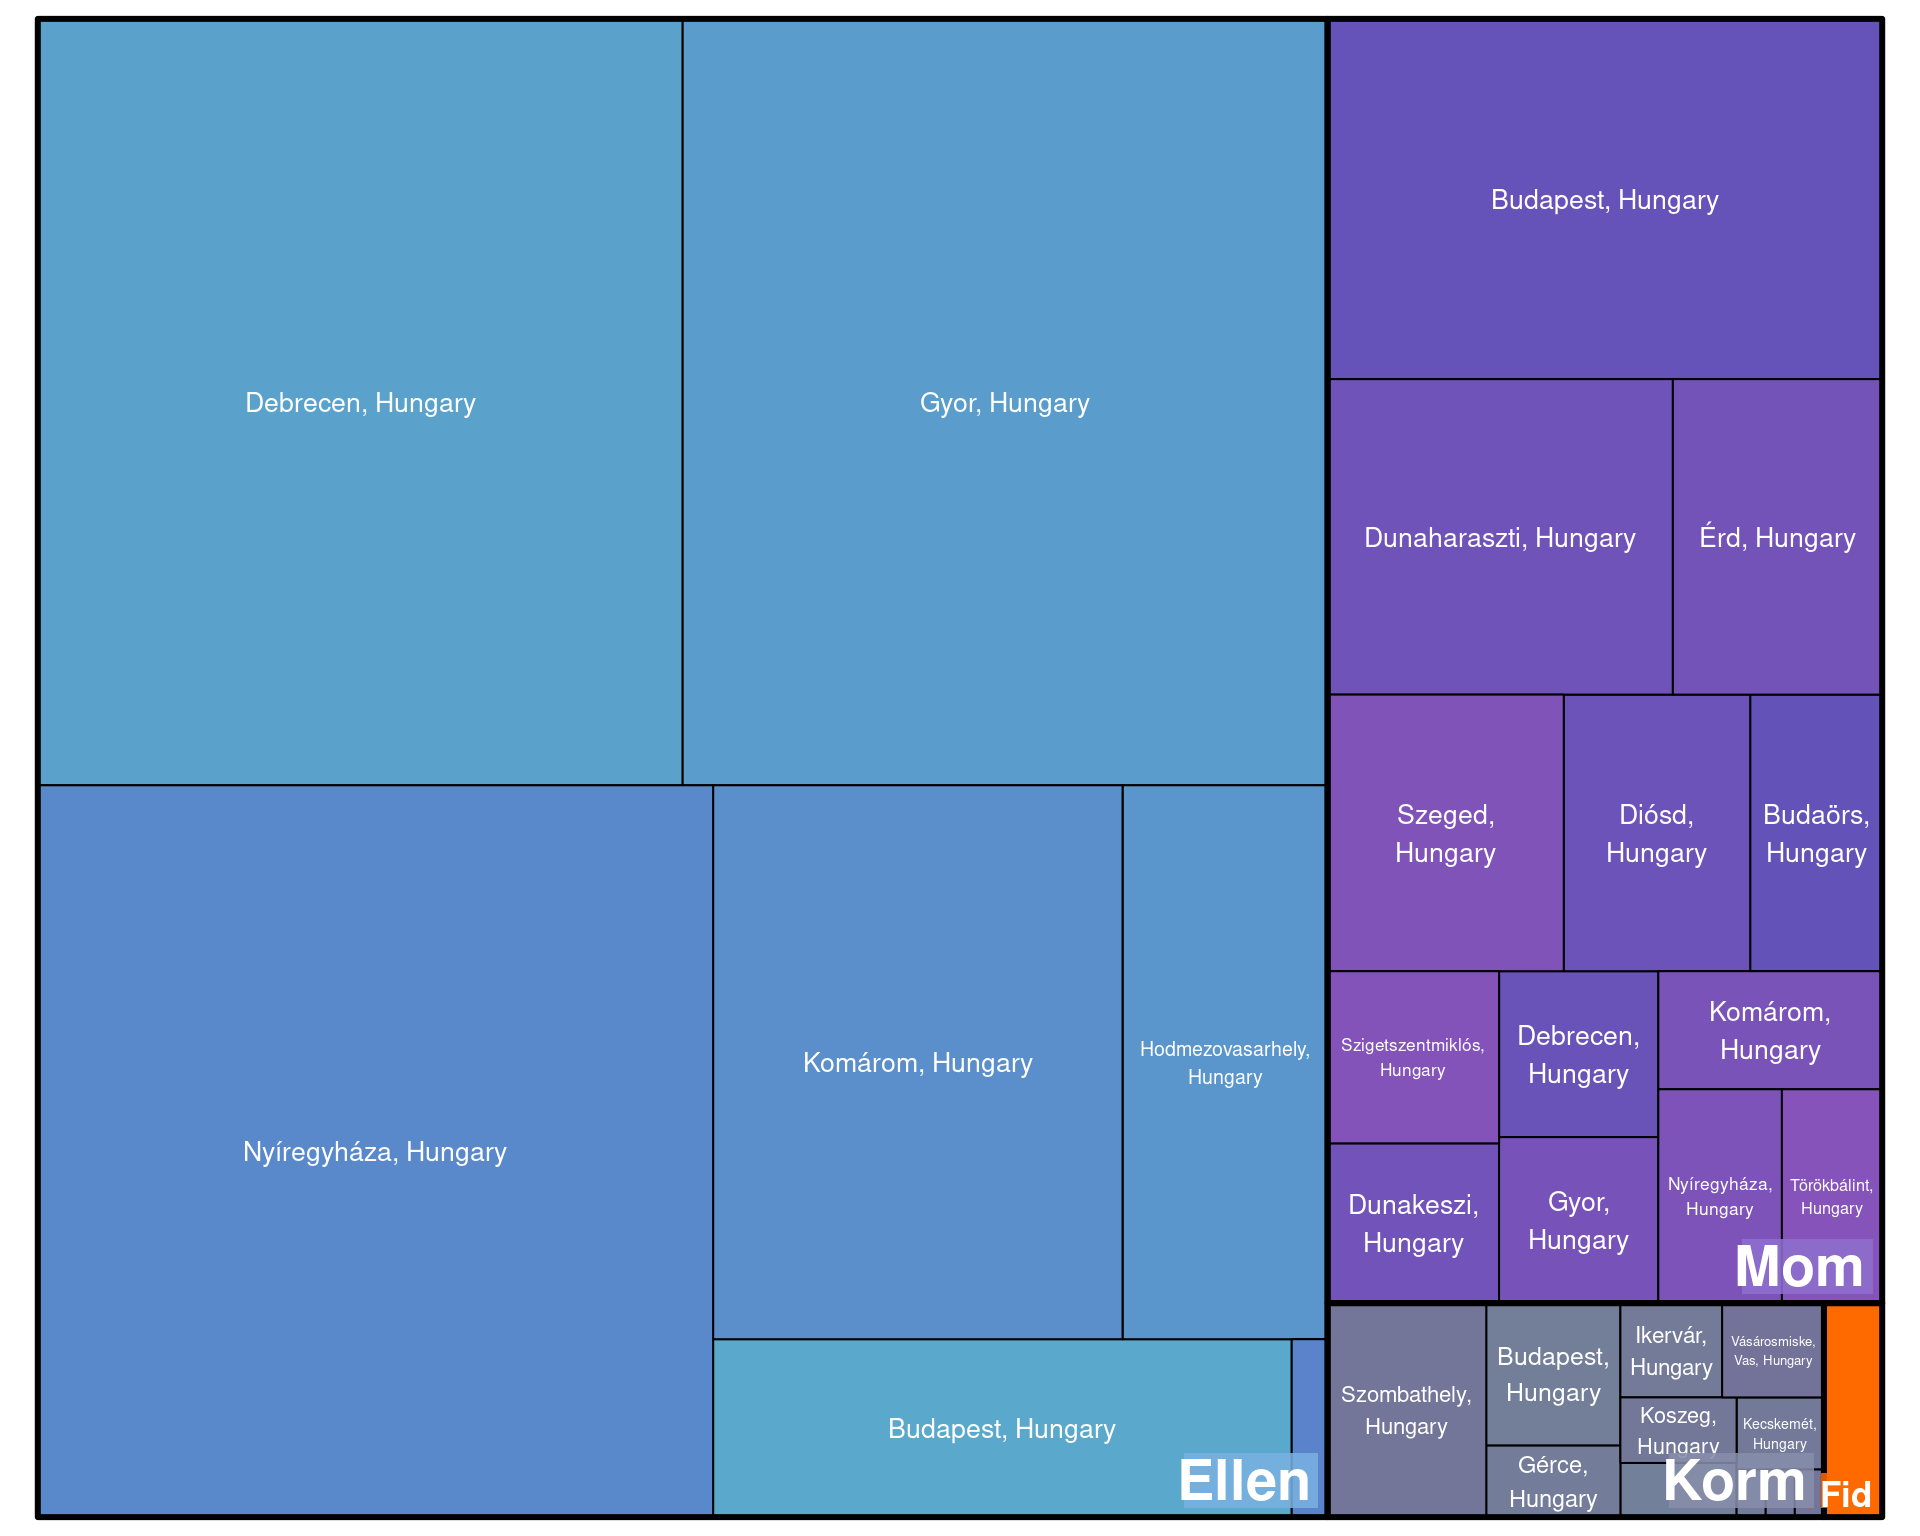 Debrecen, Hungary
Gyor, Hungary
Nyíregyháza, Hungary
Komárom, Hungary
Hodmezovasarhely,
Hungary
Budapest, Hungary
Ellen
Budapest, Hungary
Dunaharaszti, Hungary
Érd, Hungary
Szeged,
Hungary
Diósd,
Hungary
Budaörs,
Hungary
Szigetszentmiklós,
Hungary
Debrecen,
Hungary
Komárom,
Hungary
Dunakeszi,
Hungary
Gyor,
Hungary
Nyíregyháza,
Hungary
Törökbálint,
Hungary
Mom
Szombathely,
Hungary
Budapest,
Hungary
Gérce,
Hungary
Ikervár,
Hungary
Vásárosmiske,
Vas, Hungary
Koszeg,
Hungary
Kecskemét,
Hungary
Korm
Fid